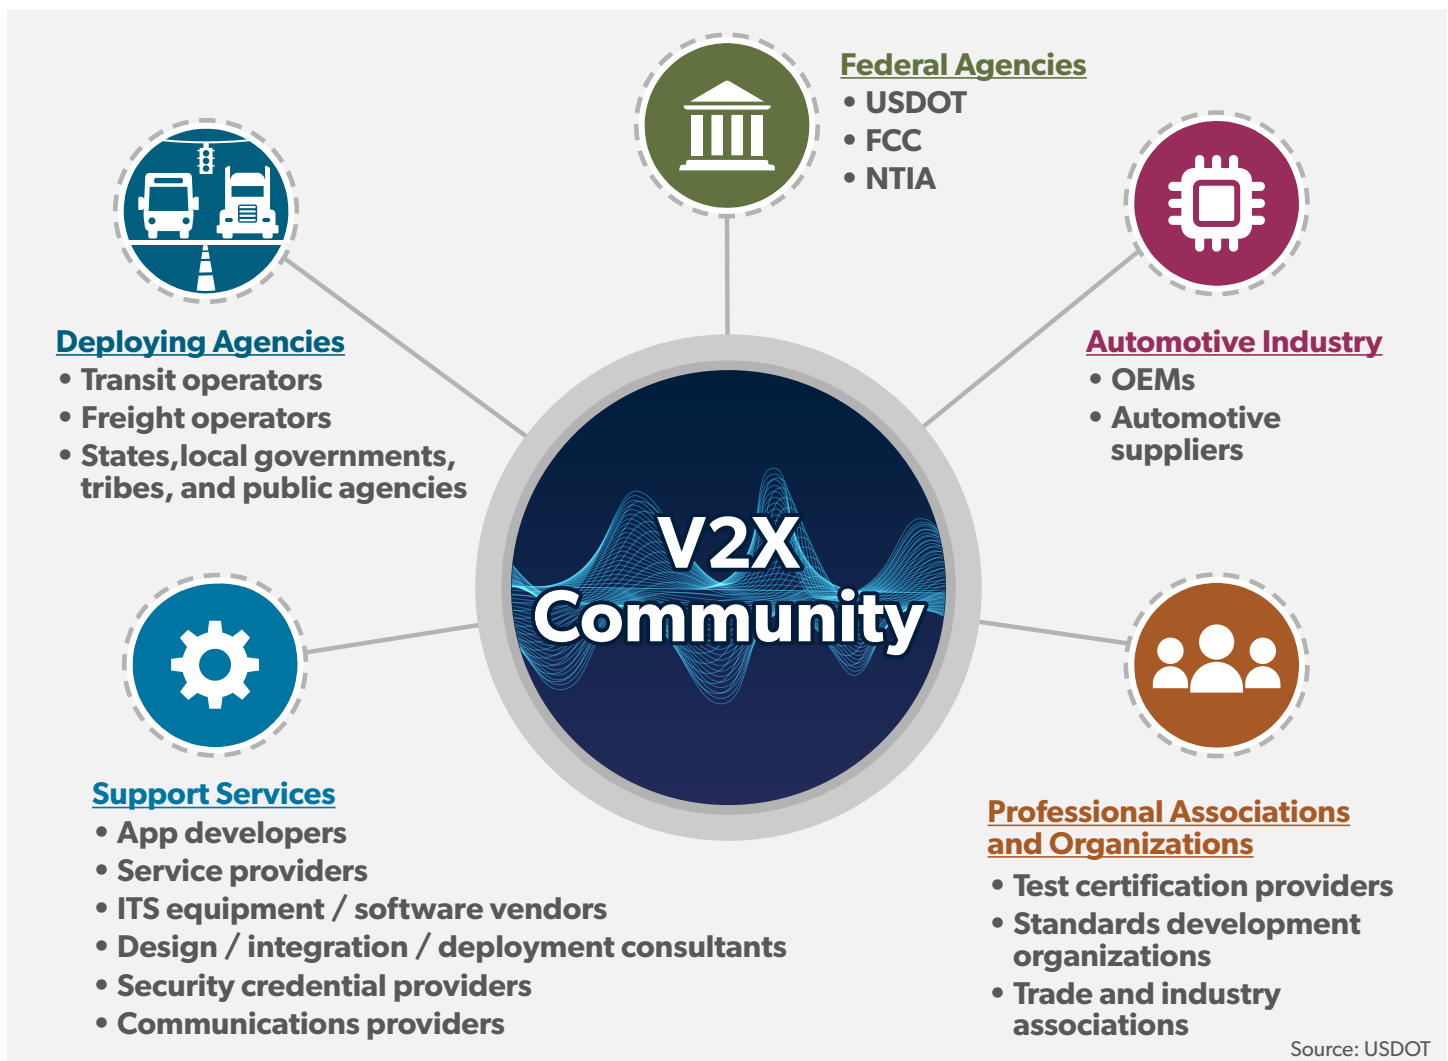 Federal Agencies
• USDOT
• FCC
• NTIA
Deploying Agencies
• Transit operators
• Freight operators
• States,local governments,
tribes, and public agencies
Automotive Industry
• OEMs
• Automotive
suppliers
V2X
Community
Support Services
• App developers
• Service providers
• ITS equipment / software vendors
• Design / integration / deployment consultants
• Security credential providers
• Communications providers
Professional Associations
and Organizations
• Test certification providers
• Standards development
organizations
• Trade and industry
associations
Source: USDOT